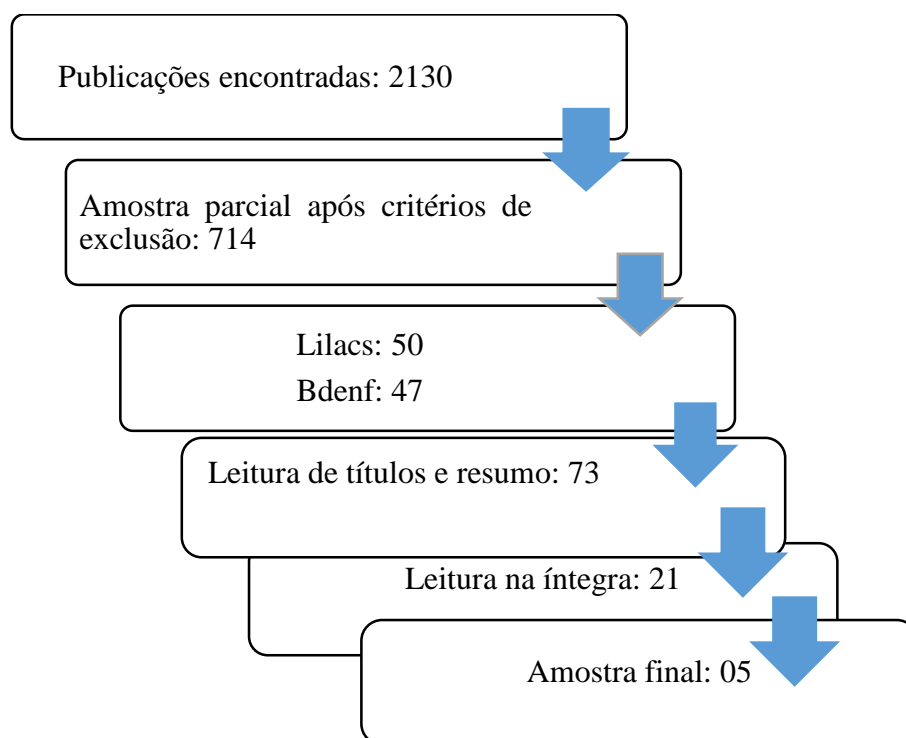 Publicações encontradas: 2130
Amostra parcial após critérios de
exclusão: 714
Lilacs: 50
Bdenf: 47
Leitura de títulos e resumo: 73
Leitura na íntegra: 21
Amostra final: 05